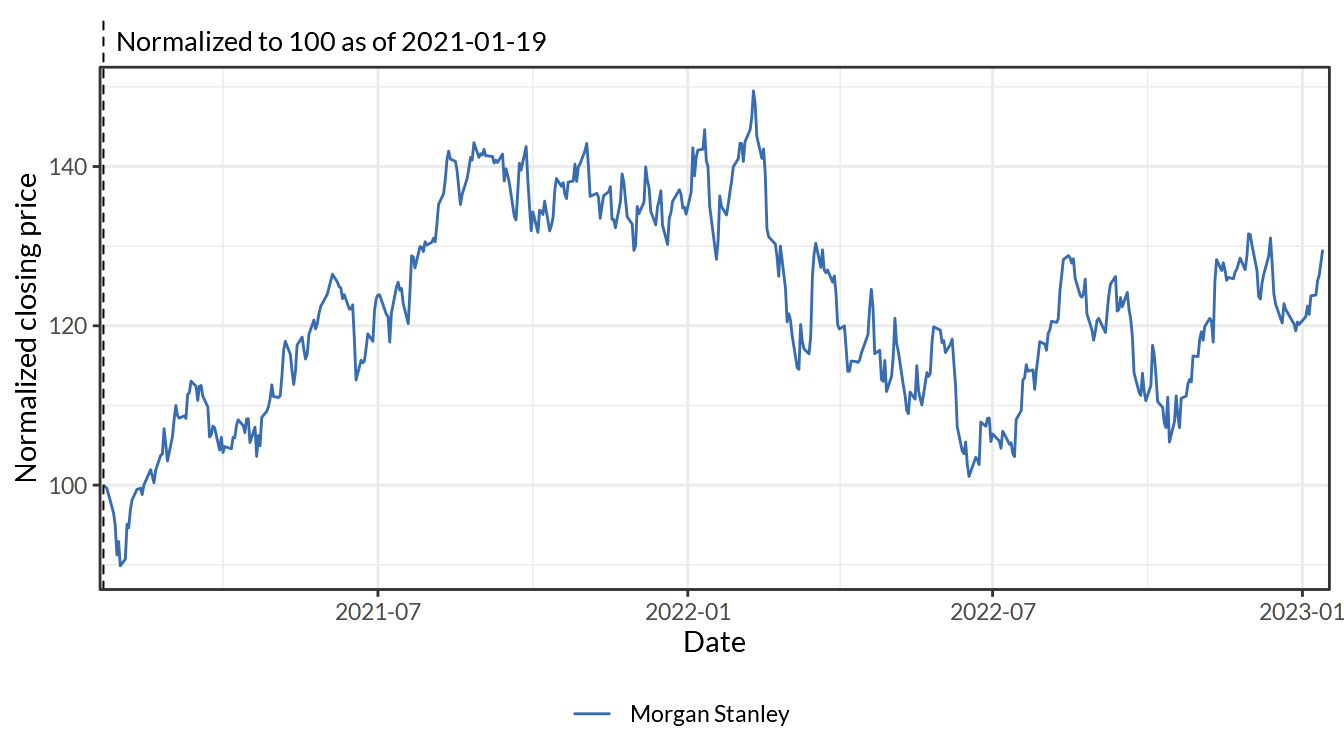 Normalized to 100 as of 2021-01-19
Normalized closing price
140
120
100
2021-07
2022-01
2022-07
2023-01
Date
Morgan Stanley